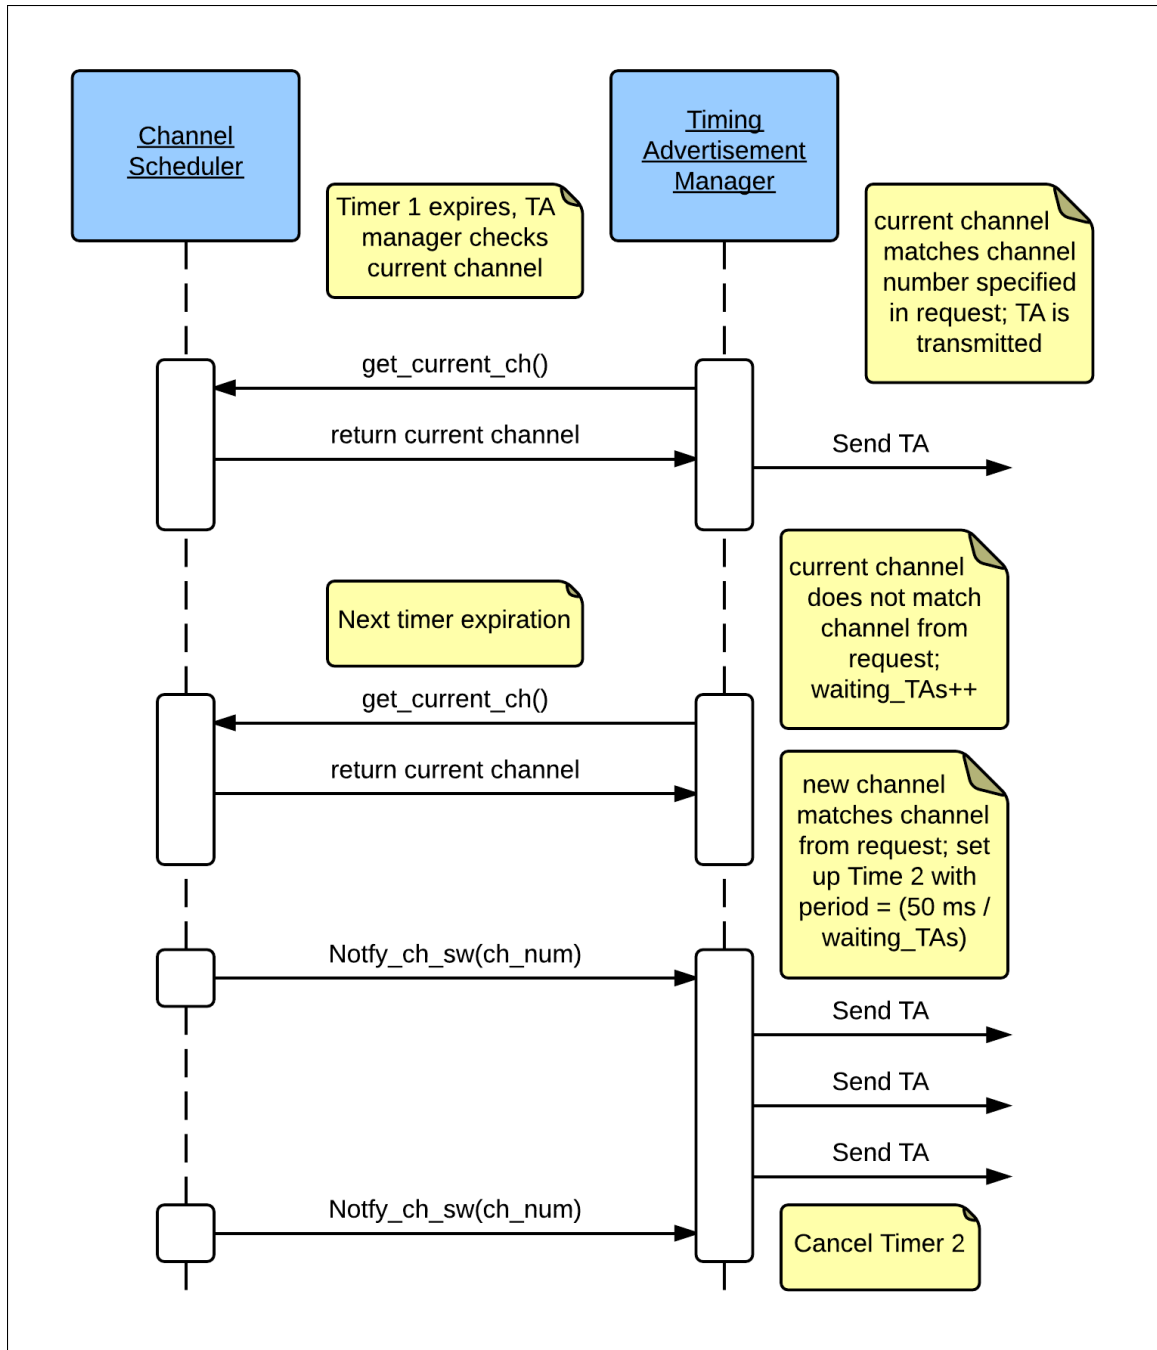 Channel
Scheduler
Timing
Advertisement
Manager
Timer 1 expires, TA
manager checks
current channel
current channel
matches channel
number specified
in request; TA is
transmitted
get_current_ch()
return current channel
Send TA
current channel
does not match
channel from
request;
waiting_TAs++
Next timer expiration
get_current_ch()
return current channel
new channel
matches channel
from request; set
up Time 2 with
period = (50 ms /
waiting_TAs)
Notfy_ch_sw(ch_num)
Send TA
Send TA
Send TA
Notfy_ch_sw(ch_num)
Cancel Timer 2